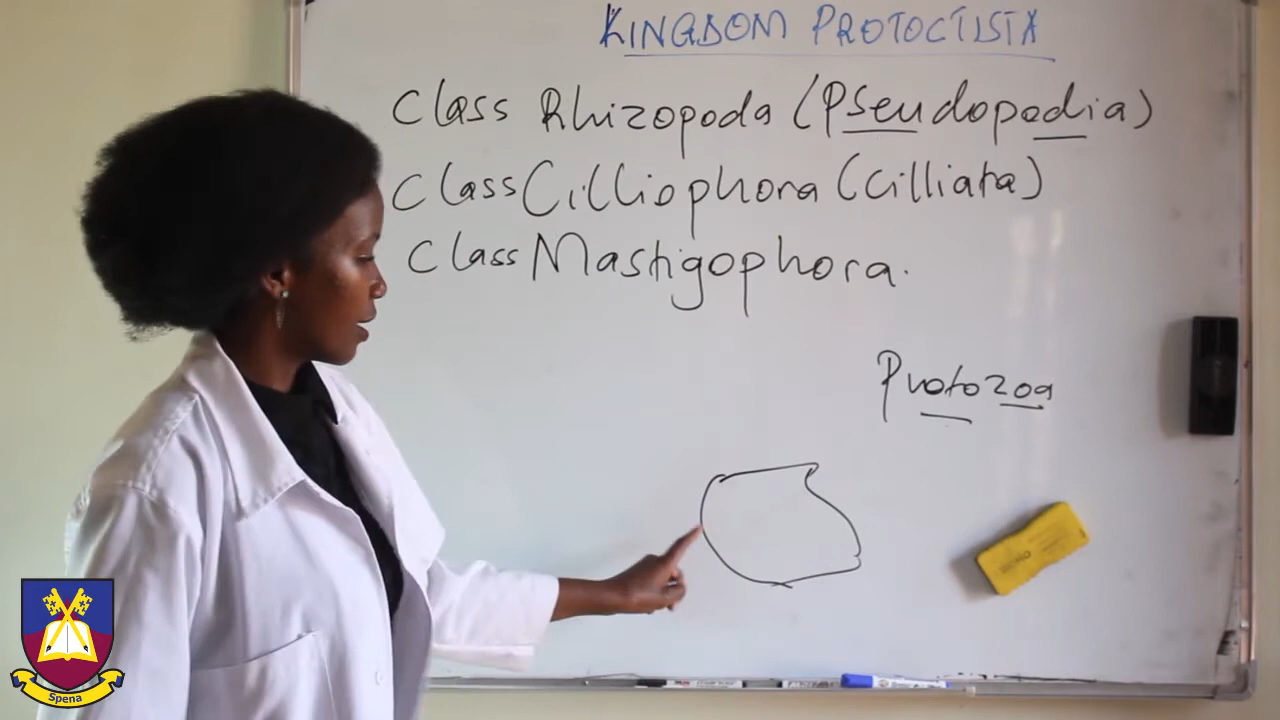 KINGDOM PROTOCTISTA
Class Rhizopoda (Pseudopodia)
Class Cilliophora (Cilliata)
Class Mastigophora.
Protozoa
Spena